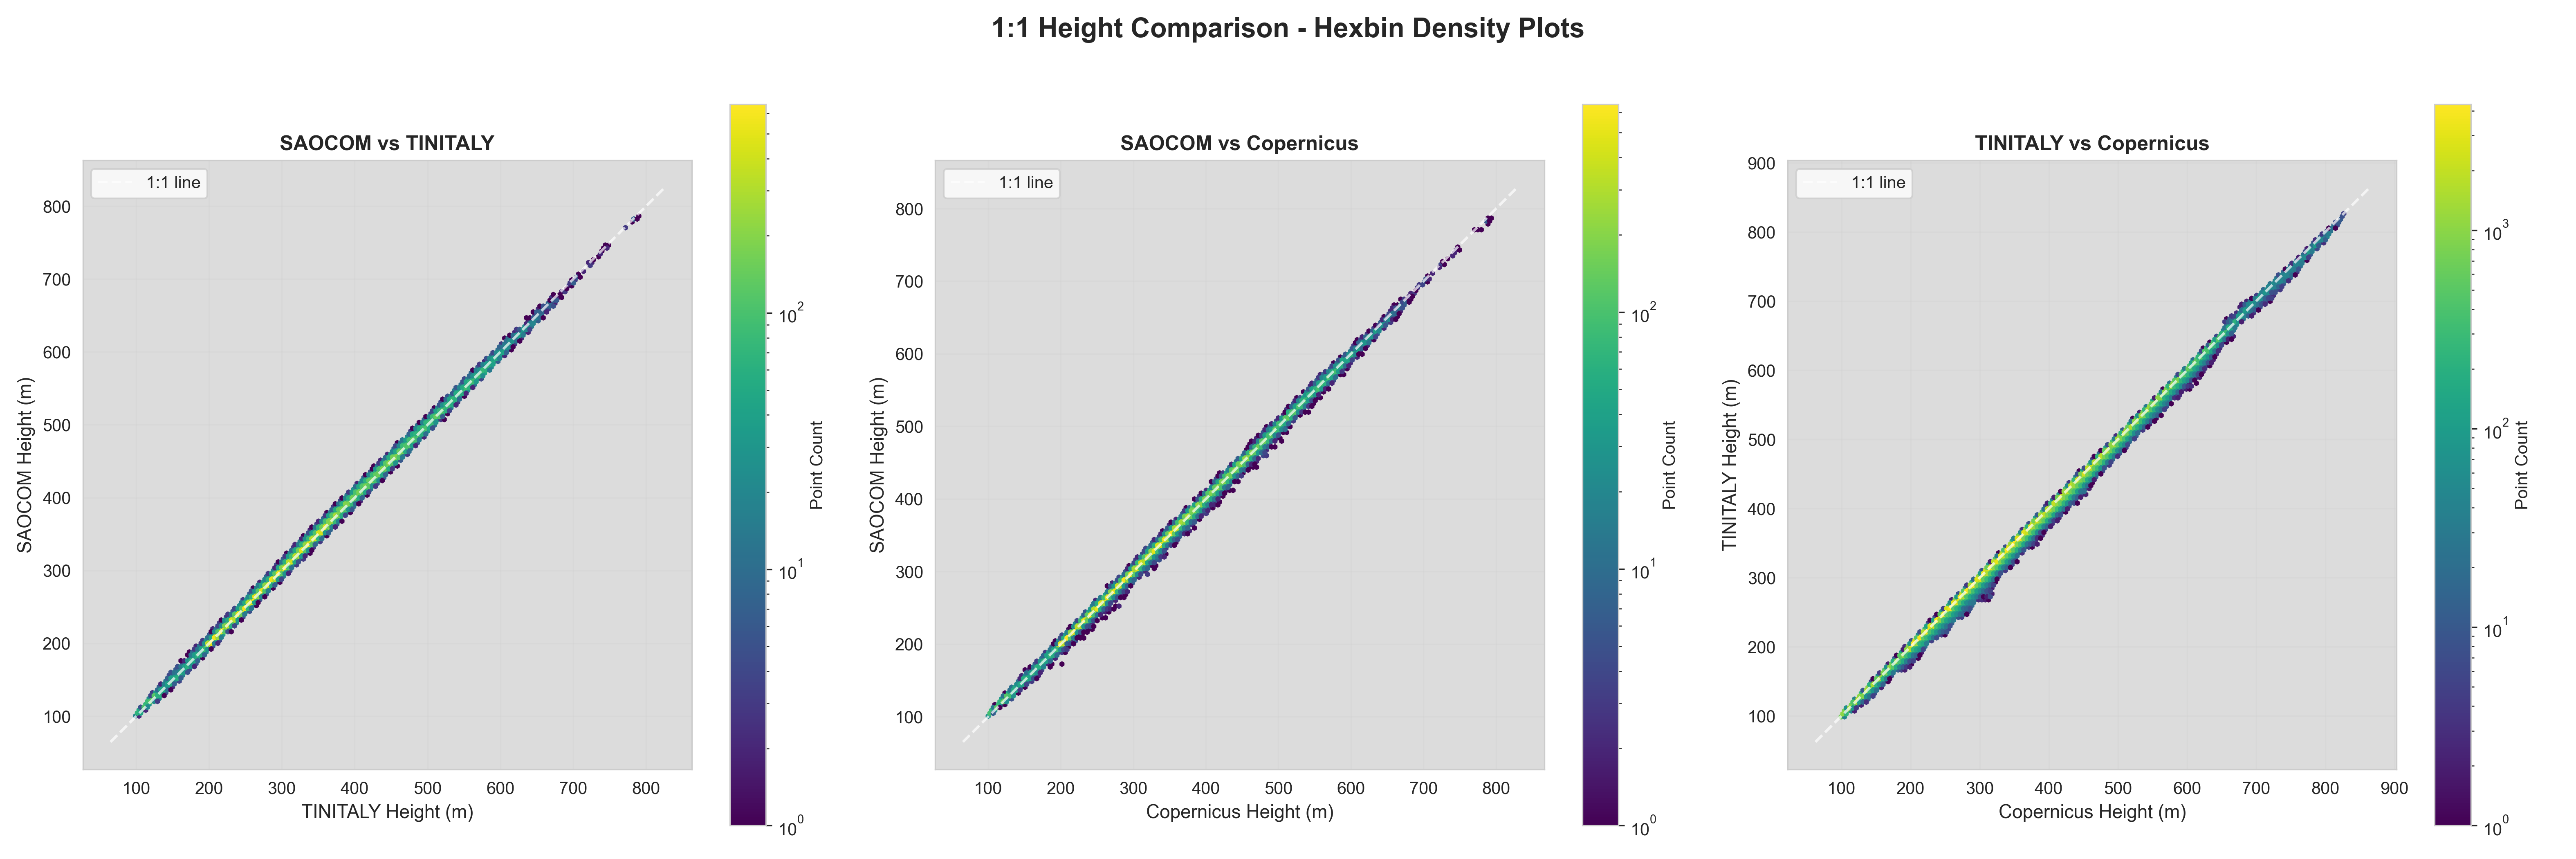 1:1 Height Comparison - Hexbin Density Plots
SAOCOM vs TINITALY
1:1 line
800
700
600
500
400
300
200
100
SAOCOM Height (m)
100 200 300 400 500 600 700 800
TINITALY Height (m)
10^2
10^1
10^0
Point Count
SAOCOM vs Copernicus
1:1 line
800
700
600
500
400
300
200
100
SAOCOM Height (m)
100 200 300 400 500 600 700 800
Copernicus Height (m)
10^2
10^1
10^0
Point Count
TINITALY vs Copernicus
1:1 line
900
800
700
600
500
400
300
200
100
TINITALY Height (m)
100 200 300 400 500 600 700 800 900
Copernicus Height (m)
10^3
10^2
10^1
10^0
Point Count